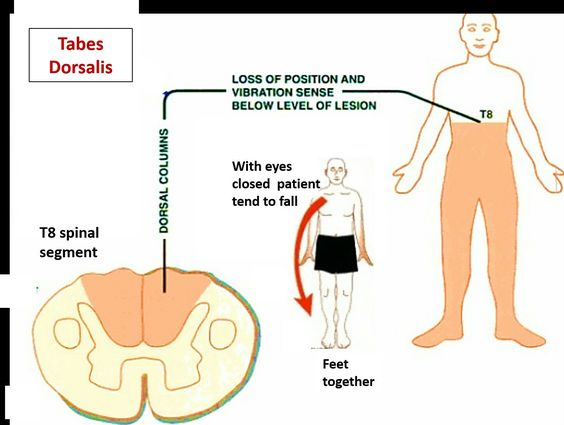 Tabes
Dorsalis
LOSS OF POSITION AND
VIBRATION SENSE
BELOW LEVEL OF LESION
T8
DORSAL COLUMNS
With eyes
closed patient
tend to fall
T8 spinal
segment
Feet
together